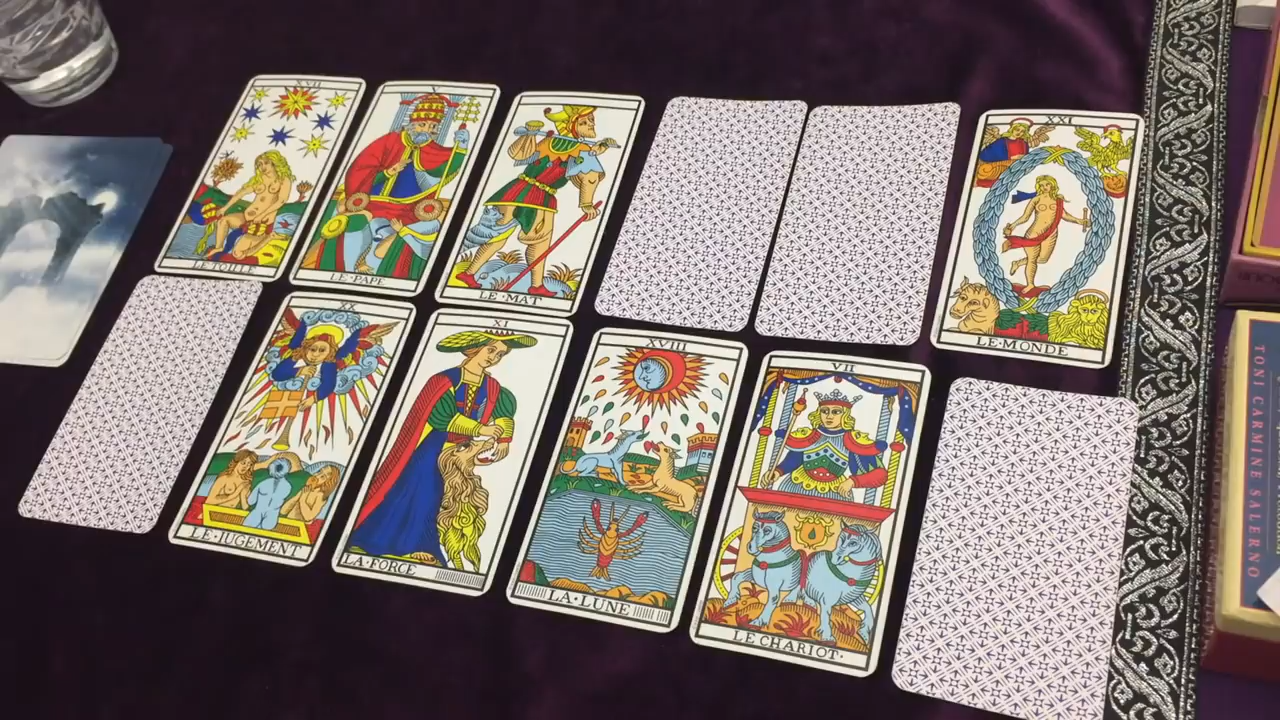 XVII
V
XXI
LE·TOILLE
LE·PAPE
LE·MAT
LE·MONDE
XX
XI
XVIII
VII
LE·JUGEMENT
LA·FORCE
LA·LUNE
LE·CHARIOT·
TONI CARMINE SALERNO